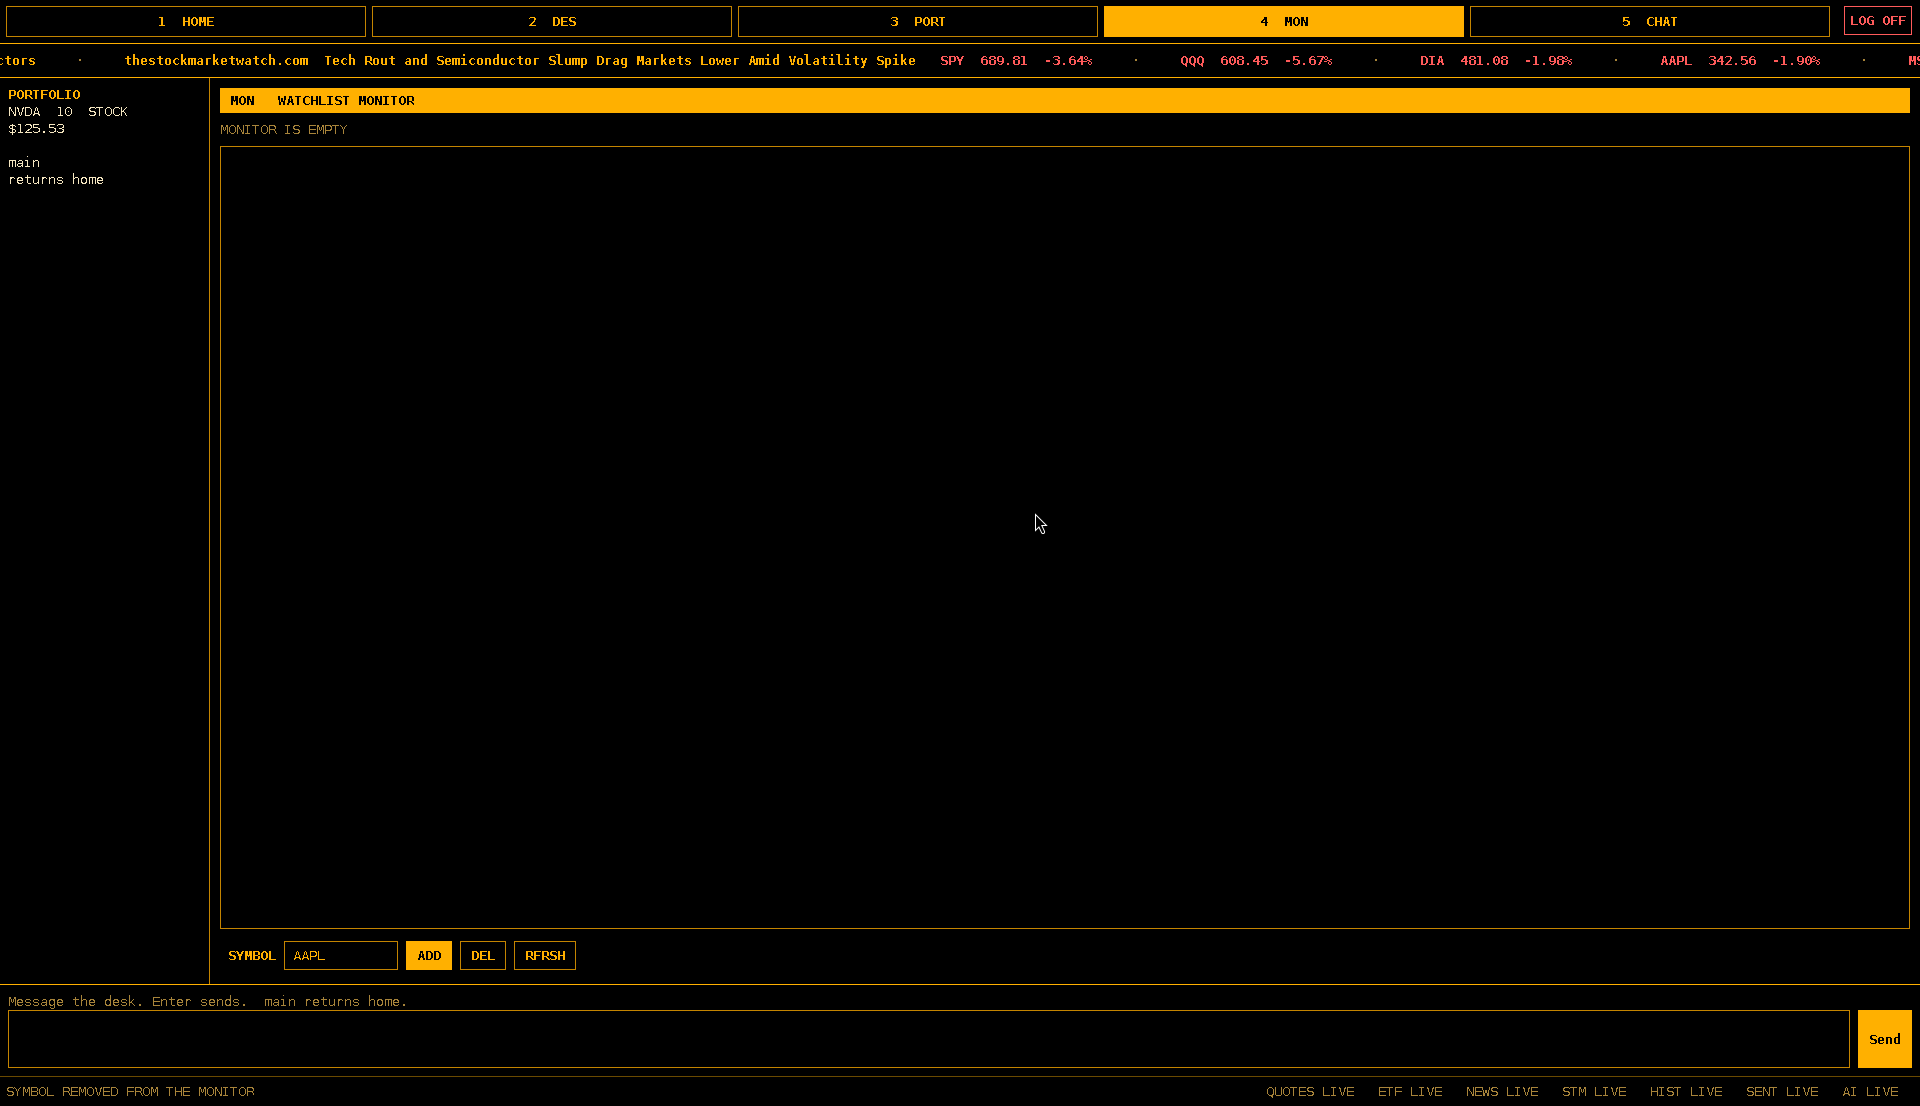 1 HOME 2 DES 3 PORT 4 MON 5 CHAT LOG OFF
ctors · thestockmarketwatch.com Tech Rout and Semiconductor Slump Drag Markets Lower Amid Volatility Spike SPY 689.81 -3.64% · QQQ 608.45 -5.67% · DIA 481.08 -1.98% · AAPL 342.56 -1.90% · MS
PORTFOLIO
NVDA 10 STOCK
$125.53
main
returns home
MON WATCHLIST MONITOR
MONITOR IS EMPTY
SYMBOL AAPL ADD DEL RFRSH
Message the desk. Enter sends. main returns home.
Send
SYMBOL REMOVED FROM THE MONITOR QUOTES LIVE ETF LIVE NEWS LIVE STM LIVE HIST LIVE SENT LIVE AI LIVE